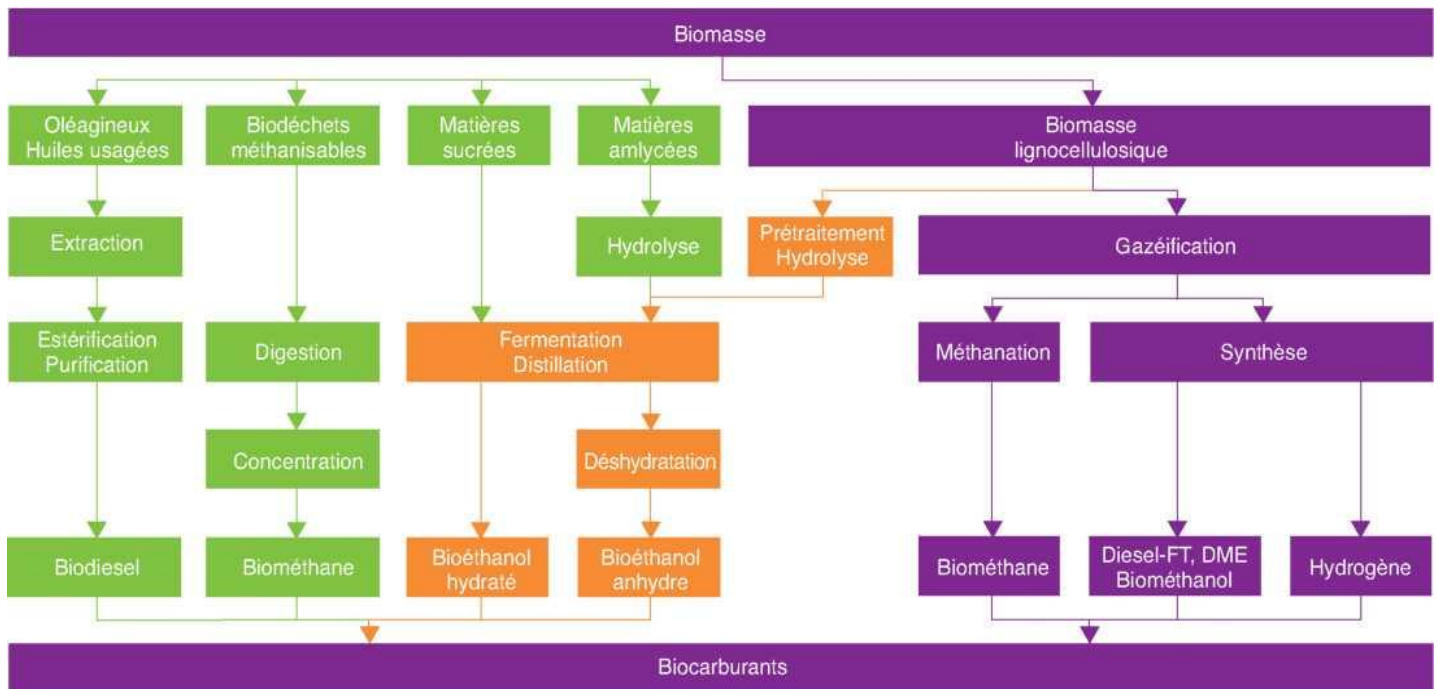 Biomasse
Oléagineux
Huiles usagées
Biodéchets
méthanisables
Matières
sucrées
Matières
amlycées
Biomasse
lignocellulosique
Extraction
Hydrolyse
Prétraitement
Hydrolyse
Gazéification
Estérification
Purification
Digestion
Fermentation
Distillation
Méthanation
Synthèse
Concentration
Déshydratation
Biodiesel
Biométhane
Bioéthanol
hydraté
Bioéthanol
anhydre
Biométhane
Diesel-FT, DME
Biométhanol
Hydrogène
Biocarburants